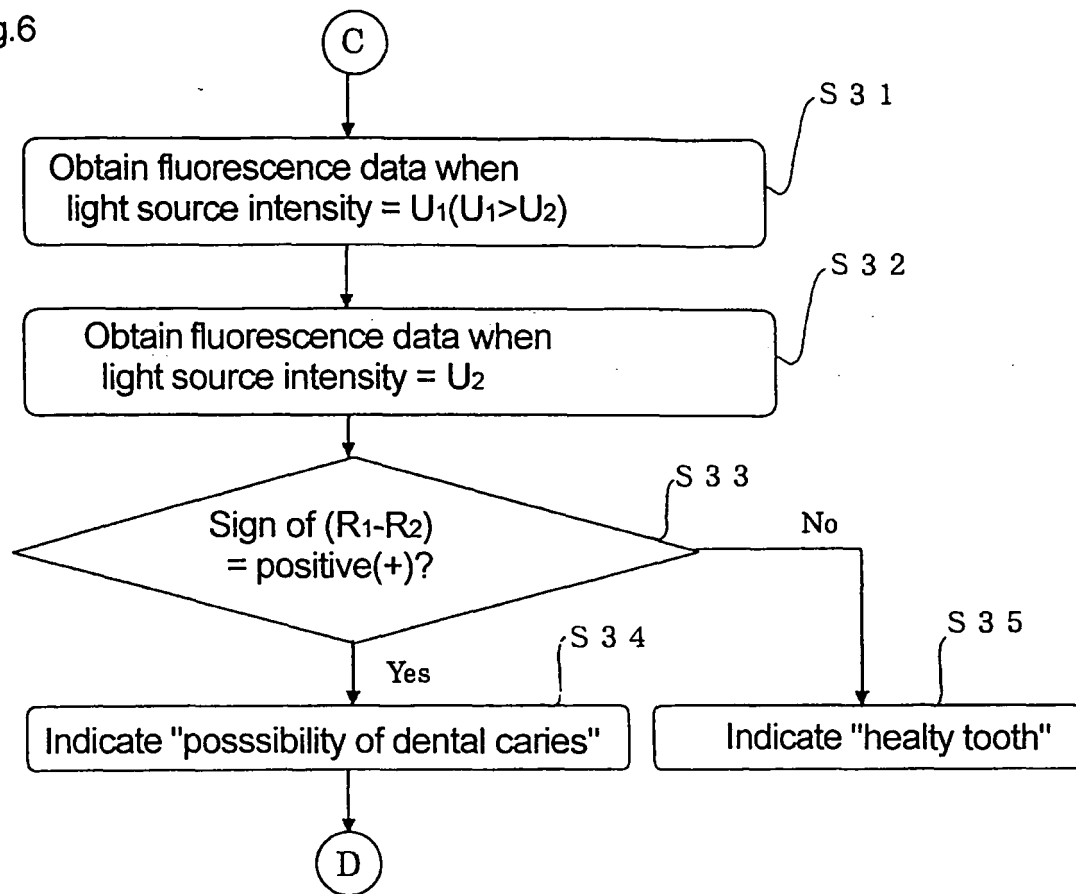 g.6
C
S 3 1
Obtain fluorescence data when
light source intensity = U₁(U₁>U₂)
S 3 2
Obtain fluorescence data when
light source intensity = U₂
S 3 3
Sign of (R₁-R₂)
= positive(+)?
No
S 3 4
S 3 5
Yes
Indicate "posssibility of dental caries"
Indicate "healty tooth"
D